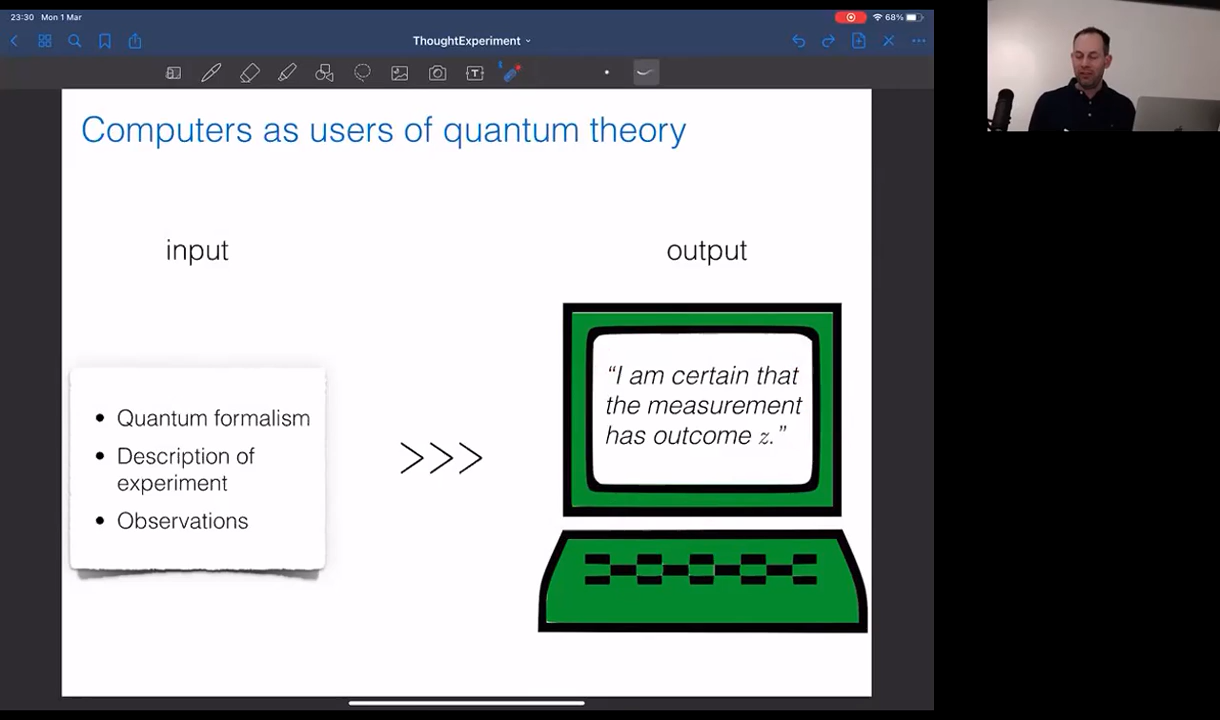 23:30 Mon 1 Mar
68%
ThoughtExperiment
T
Computers as users of quantum theory
input
output
• Quantum formalism
• Description of
experiment
• Observations
>>>
“I am certain that
the measurement
has outcome z.”